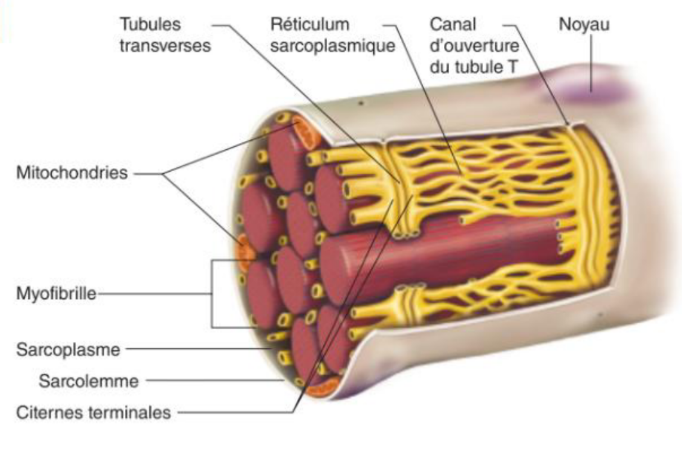 Tubules
transverses
Réticulum
sarcoplasmique
Canal
d'ouverture
du tubule T
Noyau
Mitochondries
Myofibrille
Sarcoplasme
Sarcolemme
Citernes terminales